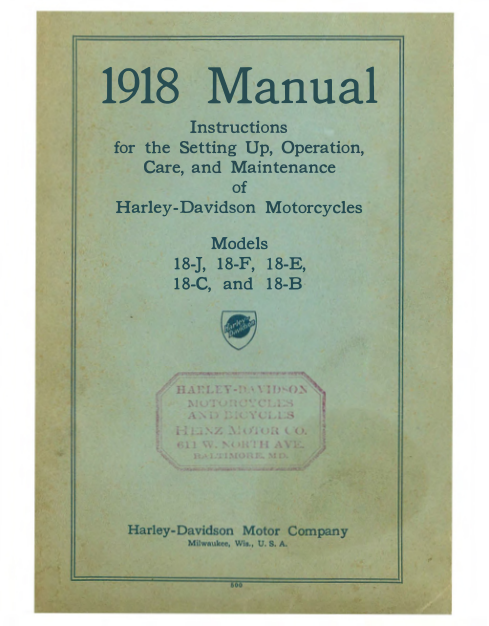 1918 Manual
Instructions
for the Setting Up, Operation,
Care, and Maintenance
of
Harley-Davidson Motorcycles
Models
18-J, 18-F, 18-E,
18-C, and 18-B
Harley-Davidson
HARLEY-DAVIDSON
MOTORCYCLES
AND BICYCLES
HEINZ MOTOR CO.
611 W. NORTH AVE.
BALTIMORE, MD.
Harley-Davidson Motor Company
Milwaukee, Wis., U. S. A.